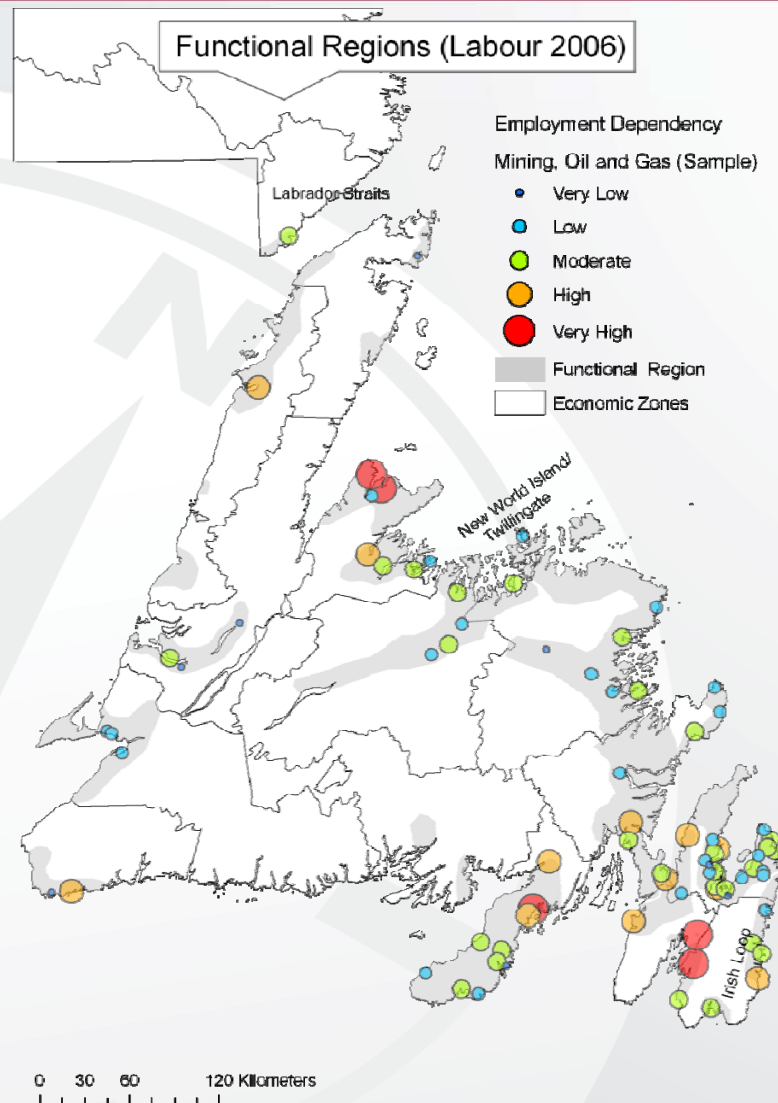 Functional Regions (Labour 2006)
Employment Dependency
Mining, Oil and Gas (Sample)
Very Low
Low
Moderate
High
Very High
Functional Region
Economic Zones
Labrador Straits
New World Island/
Twillingate
Irish Loop
0 30 60 120 Kilometers
N